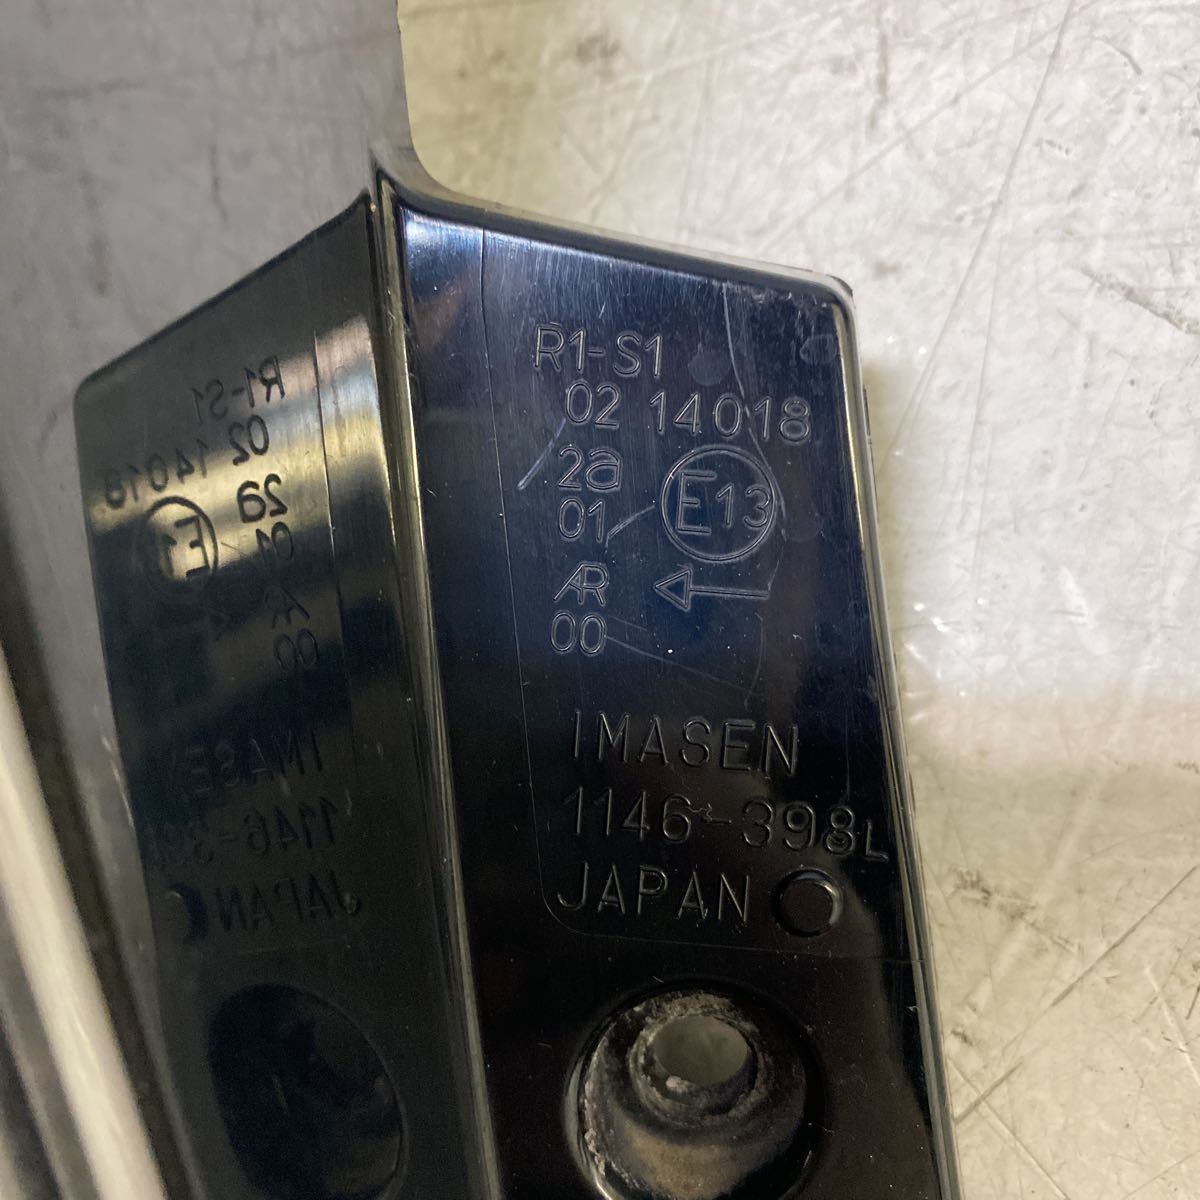 R1-S1
02 14018
2a
01 E13
AR
00
IMASEN
1146-398L
JAPAN